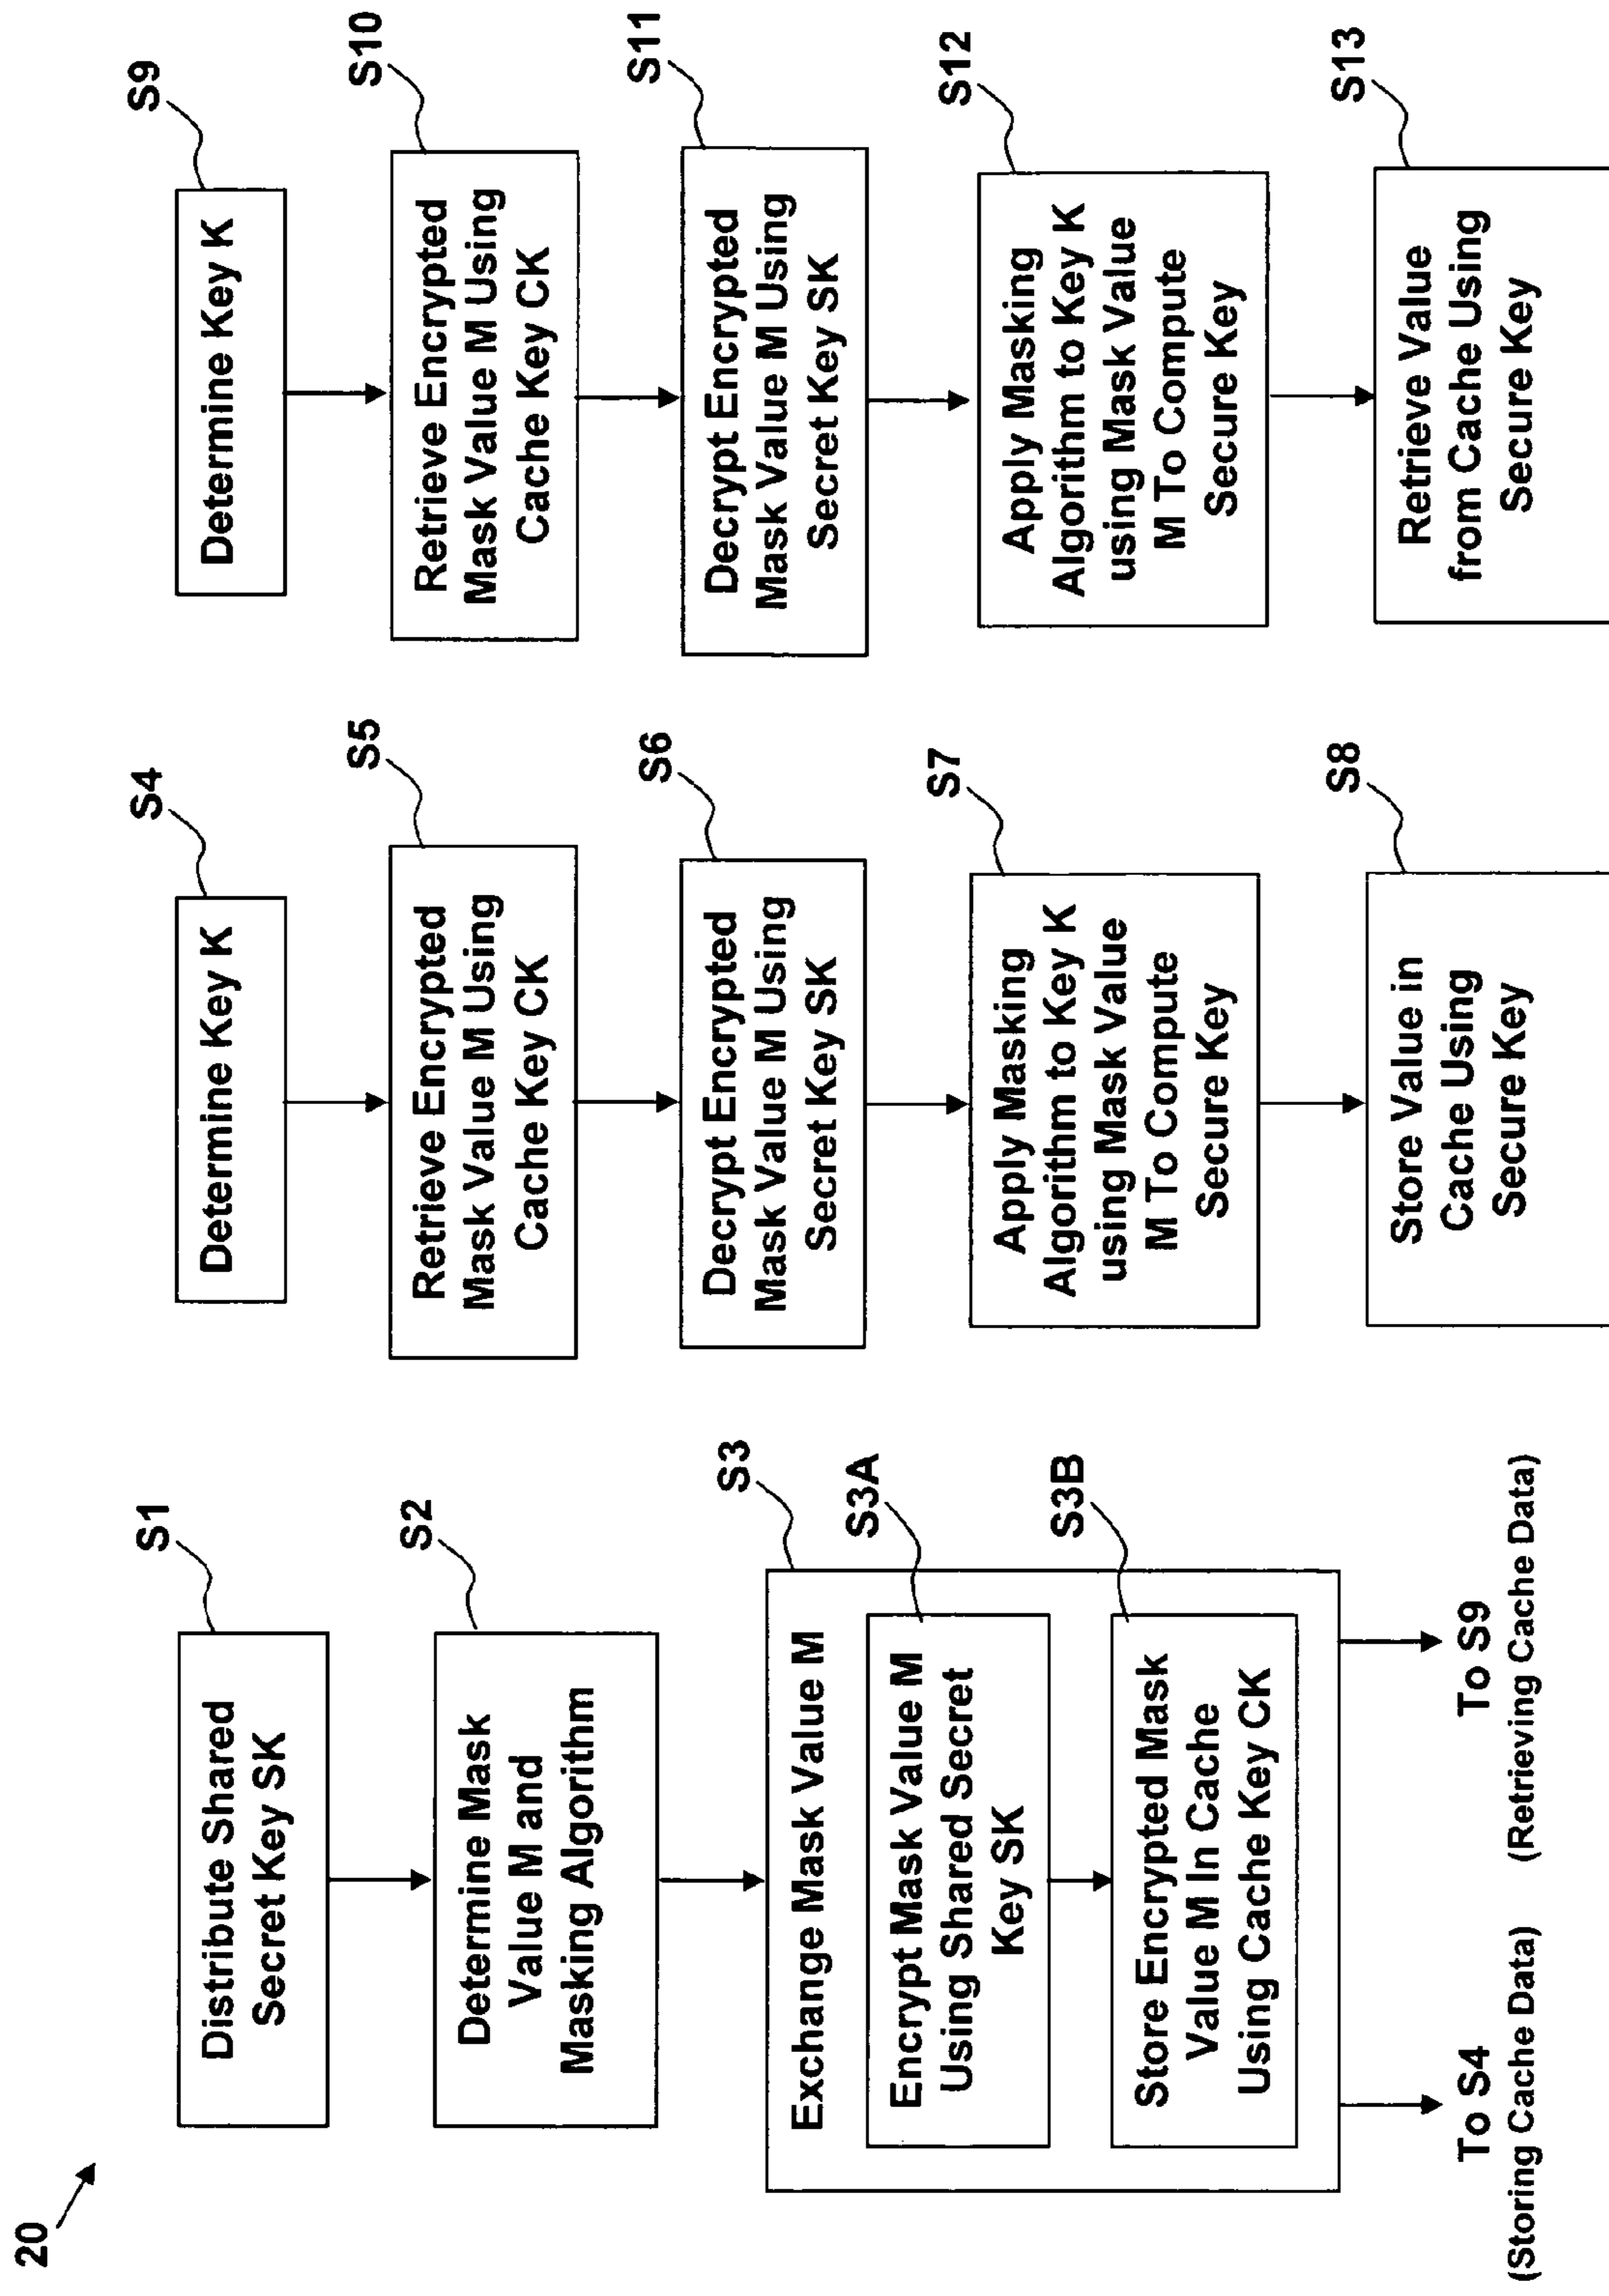 20
S1
Distribute Shared
Secret Key SK
S2
Determine Mask
Value M and
Masking Algorithm
S3
Exchange Mask Value M
S3A
Encrypt Mask Value M
Using Shared Secret
Key SK
S3B
Store Encrypted Mask
Value M In Cache
Using Cache Key CK
To S4
(Storing Cache Data)
To S9
(Retrieving Cache Data)
S4
Determine Key K
S5
Retrieve Encrypted
Mask Value M Using
Cache Key CK
S6
Decrypt Encrypted
Mask Value M Using
Secret Key SK
S7
Apply Masking
Algorithm to Key K
using Mask Value
M To Compute
Secure Key
S8
Store Value in
Cache Using
Secure Key
S9
Determine Key K
S10
Retrieve Encrypted
Mask Value M Using
Cache Key CK
S11
Decrypt Encrypted
Mask Value M Using
Secret Key SK
S12
Apply Masking
Algorithm to Key K
using Mask Value
M To Compute
Secure Key
S13
Retrieve Value
from Cache Using
Secure Key